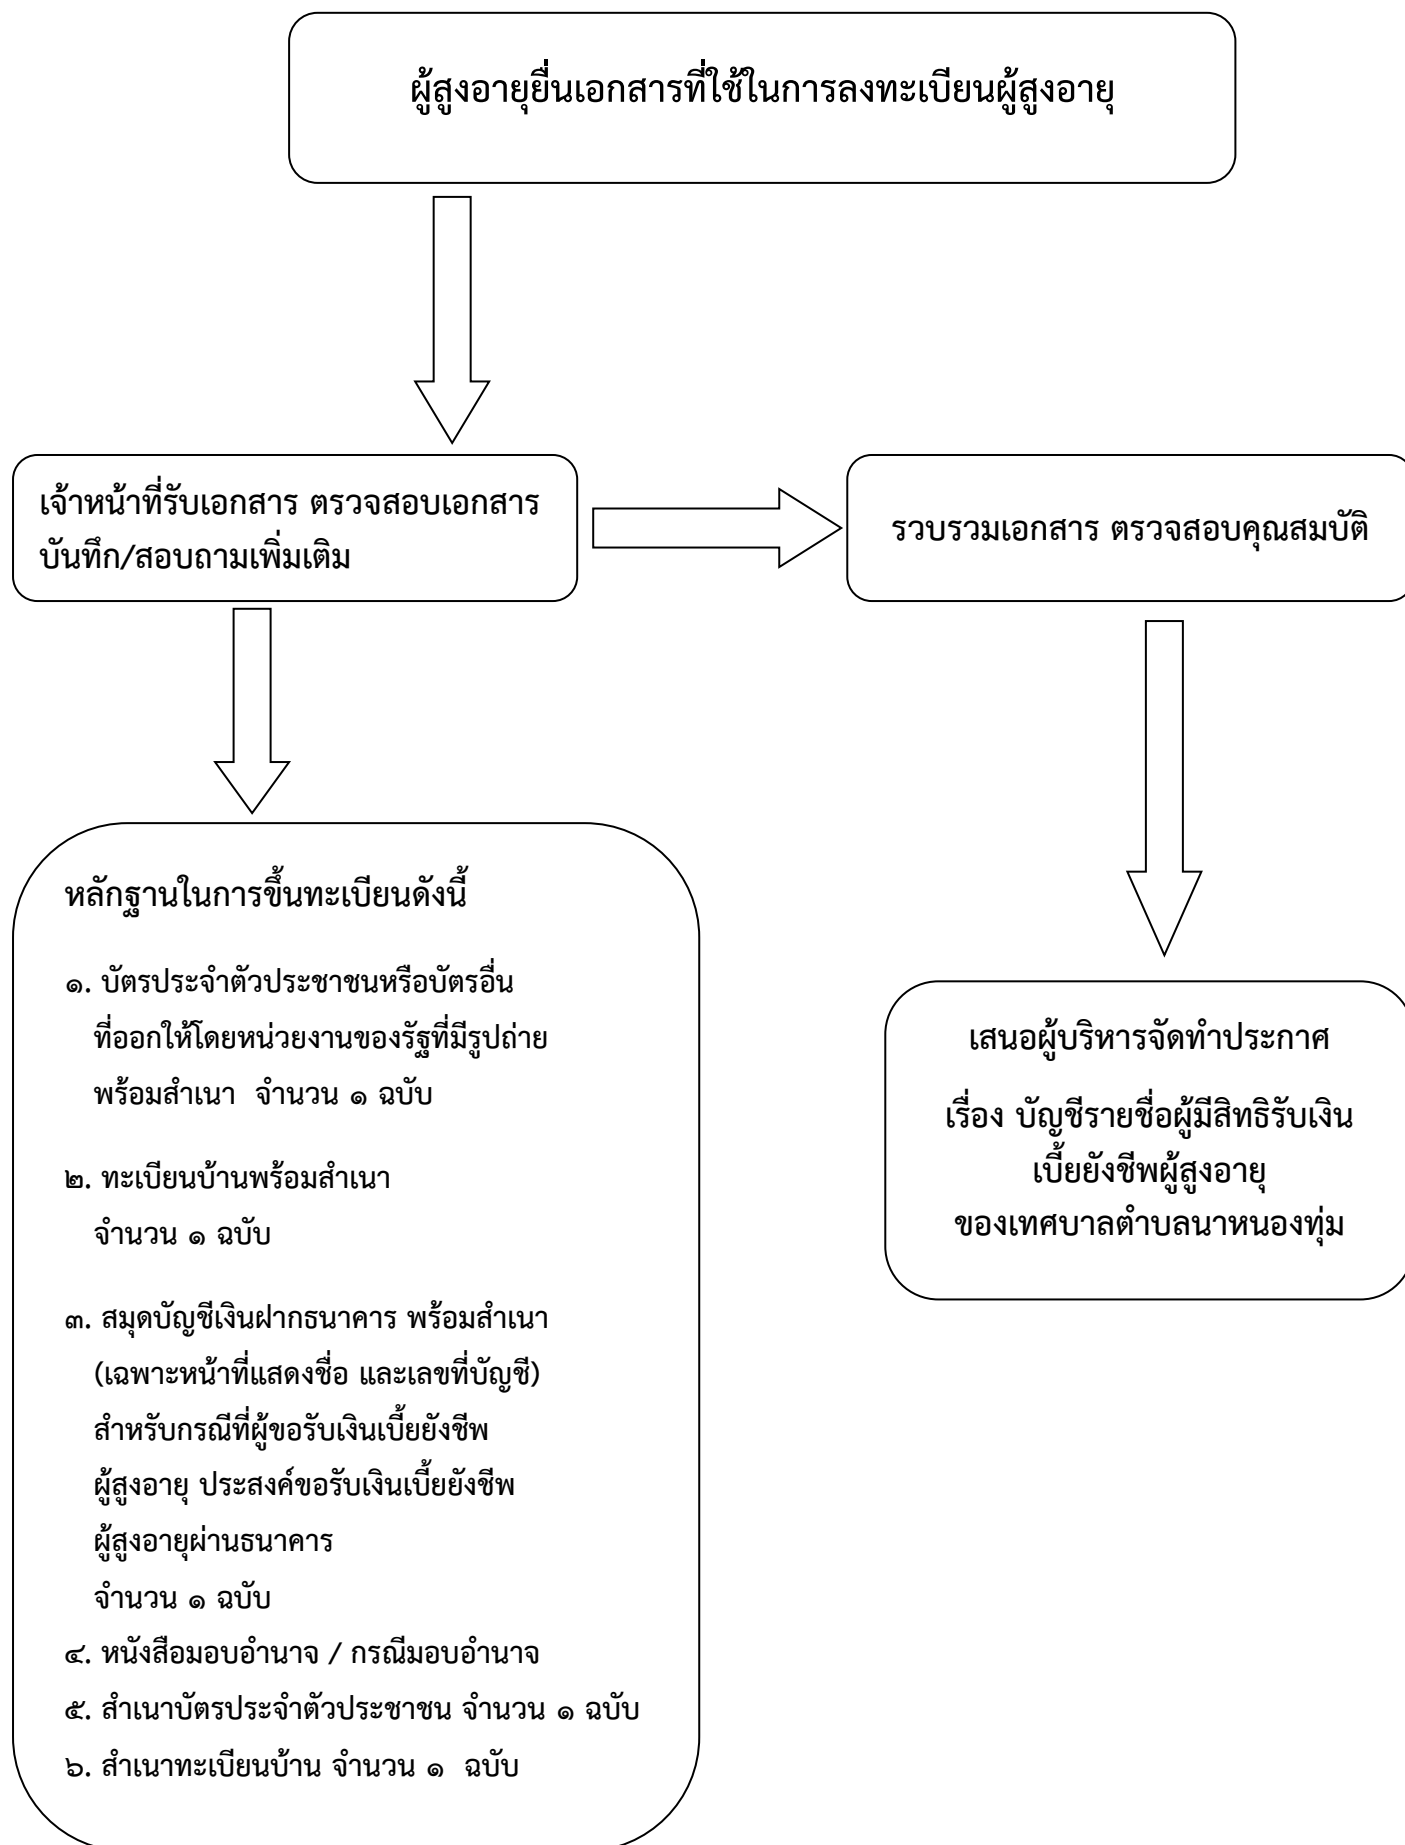 ผู้สูงอายุยื่นเอกสารที่ใช้ในการลงทะเบียนผู้สูงอายุ
เจ้าหน้าที่รับเอกสาร ตรวจสอบเอกสาร
บันทึก/สอบถามเพิ่มเติม
รวบรวมเอกสาร ตรวจสอบคุณสมบัติ
หลักฐานในการขึ้นทะเบียนดังนี้
๑. บัตรประจำตัวประชาชนหรือบัตรอื่น
ที่ออกให้โดยหน่วยงานของรัฐที่มีรูปถ่าย
พร้อมสำเนา จำนวน ๑ ฉบับ
๒. ทะเบียนบ้านพร้อมสำเนา
จำนวน ๑ ฉบับ
๓. สมุดบัญชีเงินฝากธนาคาร พร้อมสำเนา
(เฉพาะหน้าที่แสดงชื่อ และเลขที่บัญชี)
สำหรับกรณีที่ผู้ขอรับเงินเบี้ยยังชีพ
ผู้สูงอายุ ประสงค์ขอรับเงินเบี้ยยังชีพ
ผู้สูงอายุผ่านธนาคาร
จำนวน ๑ ฉบับ
๔. หนังสือมอบอำนาจ / กรณีมอบอำนาจ
๕. สำเนาบัตรประจำตัวประชาชน จำนวน ๑ ฉบับ
๖. สำเนาทะเบียนบ้าน จำนวน ๑ ฉบับ
เสนอผู้บริหารจัดทำประกาศ
เรื่อง บัญชีรายชื่อผู้มีสิทธิรับเงิน
เบี้ยยังชีพผู้สูงอายุ
ของเทศบาลตำบลนาหนองทุ่ม